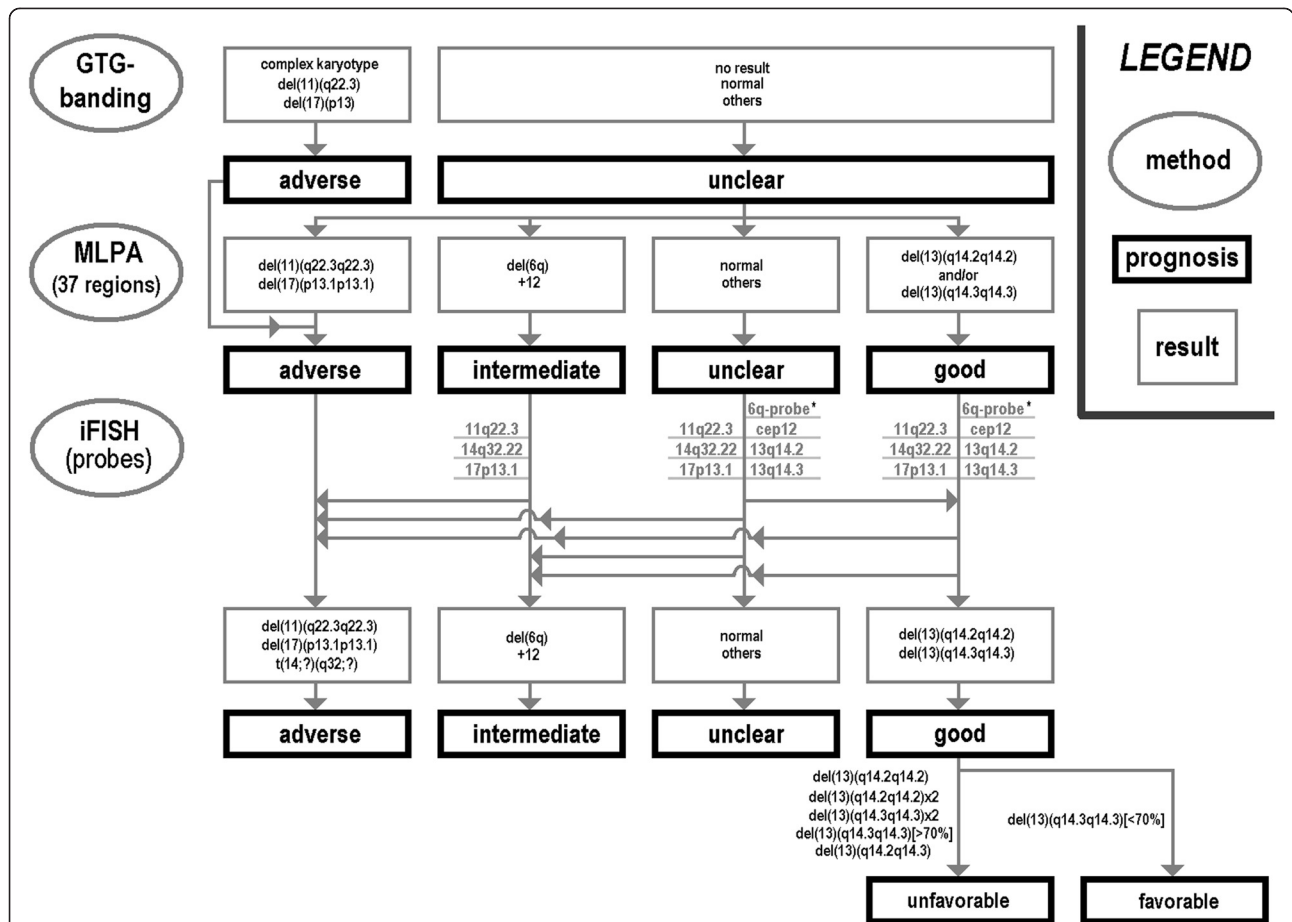 GTG-
banding
complex karyotype
del(11)(q22.3)
del(17)(p13)
no result
normal
others
LEGEND
method
prognosis
result
adverse
unclear
MLPA
(37 regions)
del(11)(q22.3q22.3)
del(17)(p13.1p13.1)
del(6q)
+12
normal
others
del(13)(q14.2q14.2)
and/or
del(13)(q14.3q14.3)
adverse
intermediate
unclear
good
iFISH
(probes)
11q22.3
14q32.22
17p13.1
6q-probe*
11q22.3 cep12
14q32.22 13q14.2
17p13.1 13q14.3
6q-probe*
11q22.3 cep12
14q32.22 13q14.2
17p13.1 13q14.3
del(11)(q22.3q22.3)
del(17)(p13.1p13.1)
t(14;?)(q32;?)
del(6q)
+12
normal
others
del(13)(q14.2q14.2)
del(13)(q14.3q14.3)
adverse
intermediate
unclear
good
del(13)(q14.2q14.2)
del(13)(q14.2q14.2)x2
del(13)(q14.3q14.3)x2
del(13)(q14.3q14.3)[>70%]
del(13)(q14.2q14.3)
del(13)(q14.3q14.3)[<70%]
unfavorable
favorable